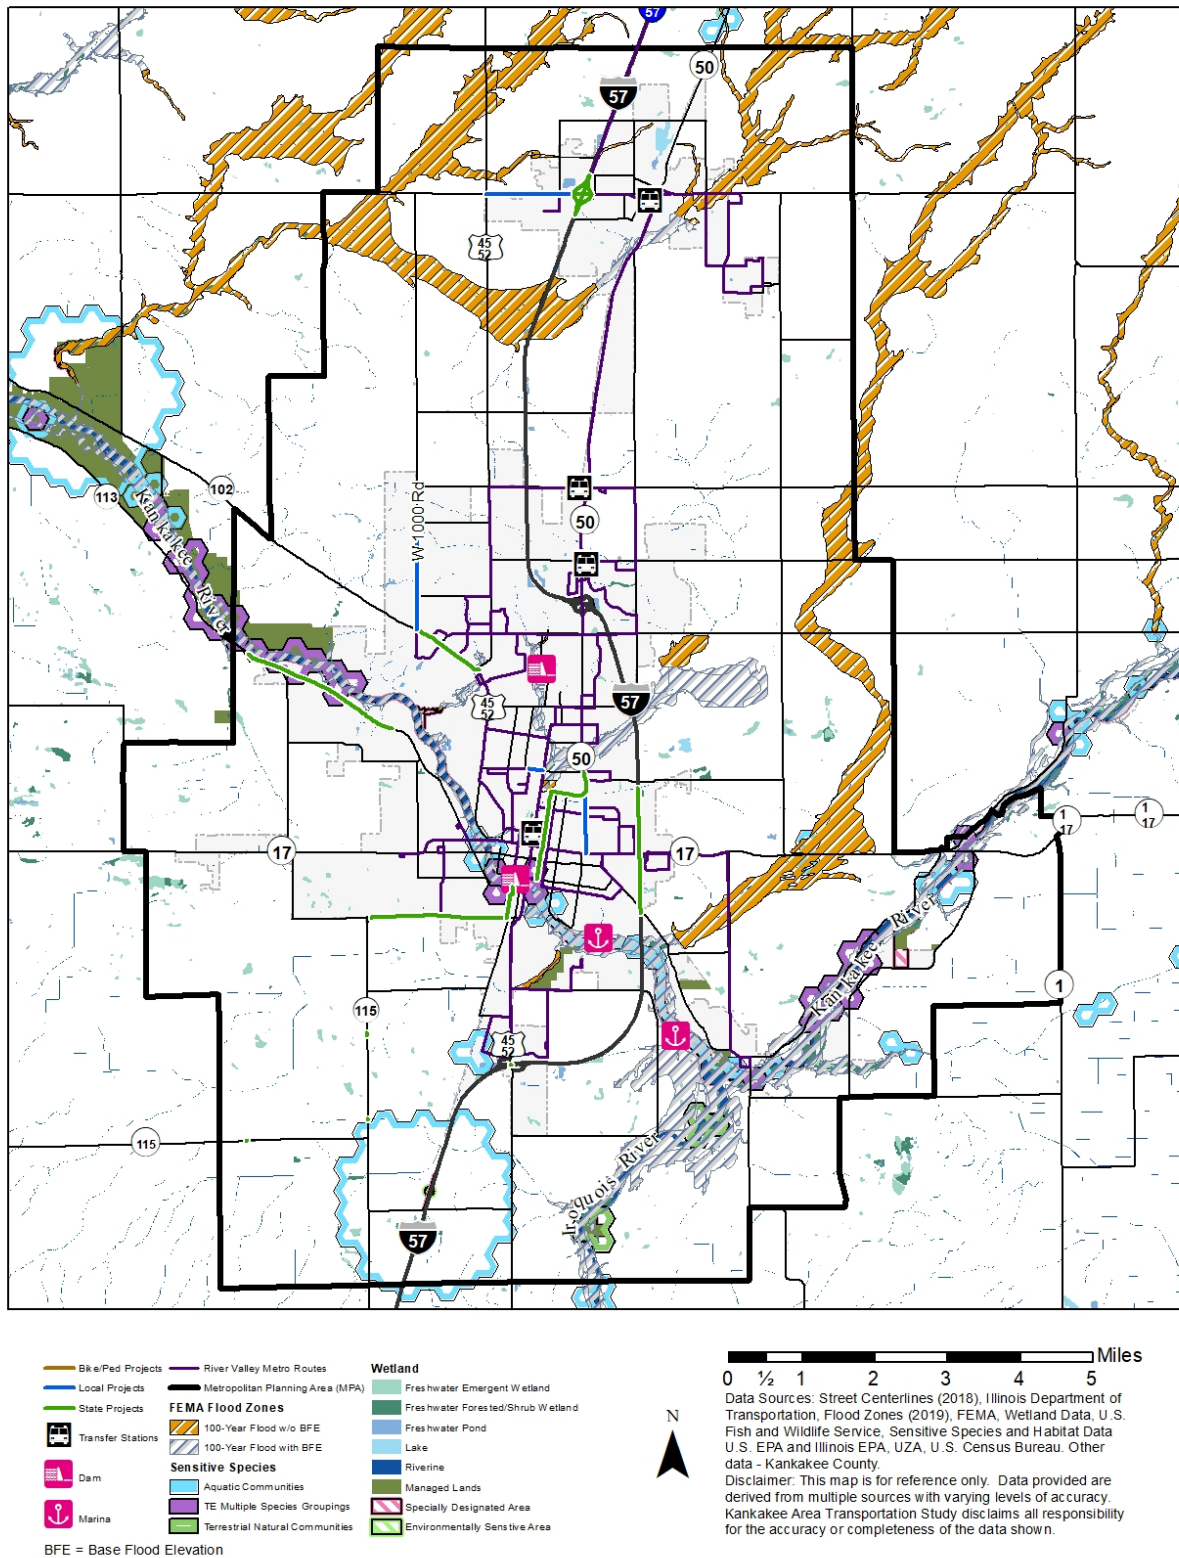 57
50
57
45
52
102
113
Kankakee River
W 1000 Rd
50
57
45
52
50
17
17
1
17
1
17
Kankakee River
1
115
45
52
115
Iroquois River
57
Bike/Ped Projects
Local Projects
State Projects
Transfer Stations
Dam
Marina
BFE = Base Flood Elevation
River Valley Metro Routes
Metropolitan Planning Area (MPA)
FEMA Flood Zones
100-Year Flood w/o BFE
100-Year Flood with BFE
Sensitive Species
Aquatic Communities
TE Multiple Species Groupings
Terrestrial Natural Communities
Wetland
Freshwater Emergent Wetland
Freshwater Forested/Shrub Wetland
Freshwater Pond
Lake
Riverine
Managed Lands
Specially Designated Area
Environmentally Senstive Area
N
Miles
0 ½ 1 2 3 4 5
Data Sources: Street Centerlines (2018), Illinois Department of
Transportation, Flood Zones (2019), FEMA, Wetland Data, U.S.
Fish and Wildlife Service, Sensitive Species and Habitat Data
U.S. EPA and Illinois EPA, UZA, U.S. Census Bureau. Other
data - Kankakee County.
Disclaimer: This map is for reference only. Data provided are
derived from multiple sources with varying levels of accuracy.
Kankakee Area Transportation Study disclaims all responsibility
for the accuracy or completeness of the data shown.